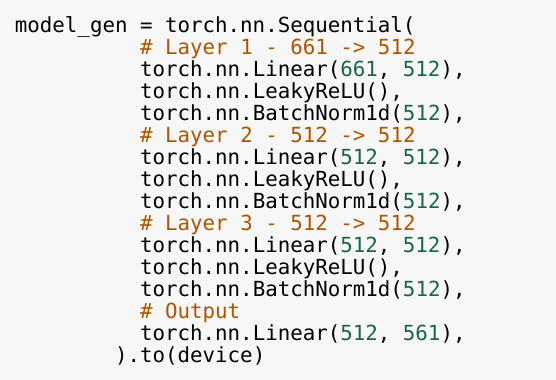 model_gen = torch.nn.Sequential(
# Layer 1 - 661 -> 512
torch.nn.Linear(661, 512),
torch.nn.LeakyReLU(),
torch.nn.BatchNorm1d(512),
# Layer 2 - 512 -> 512
torch.nn.Linear(512, 512),
torch.nn.LeakyReLU(),
torch.nn.BatchNorm1d(512),
# Layer 3 - 512 -> 512
torch.nn.Linear(512, 512),
torch.nn.LeakyReLU(),
torch.nn.BatchNorm1d(512),
# Output
torch.nn.Linear(512, 561),
).to(device)